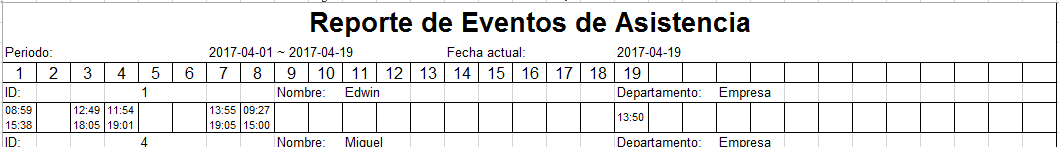 Reporte de Eventos de Asistencia
Periodo: 2017-04-01 ~ 2017-04-19 Fecha actual: 2017-04-19
1 2 3 4 5 6 7 8 9 10 11 12 13 14 15 16 17 18 19
ID: 1 Nombre: Edwin Departamento: Empresa
08:59 12:49 11:54 13:55 09:27
13:50
15:38 18:05 19:01 19:05 15:00
ID: 4 Nombre: Miguel Departamento: Empresa